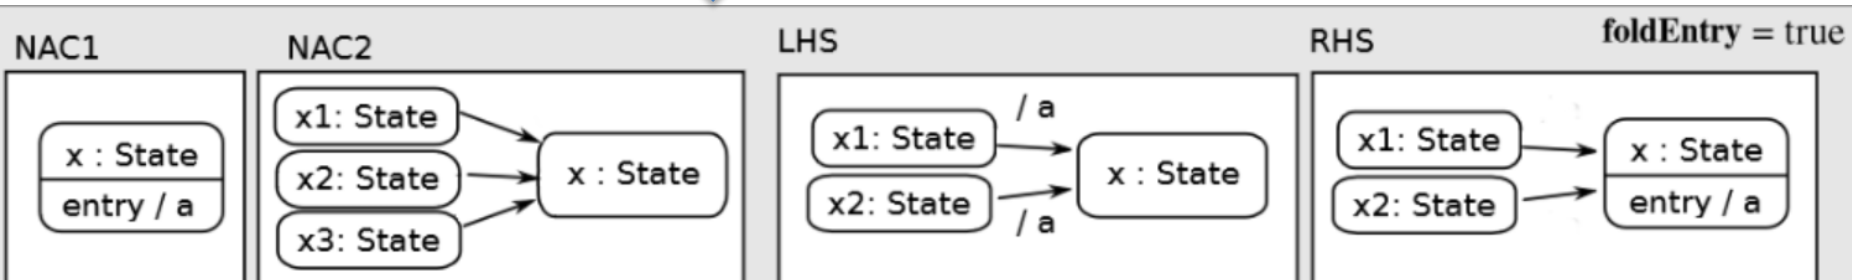 NAC1
x : State
entry / a
NAC2
x1: State
x2: State
x3: State
x : State
LHS
/ a
x1: State
x2: State
/ a
x : State
RHS
foldEntry = true
x1: State
x2: State
x : State
entry / a